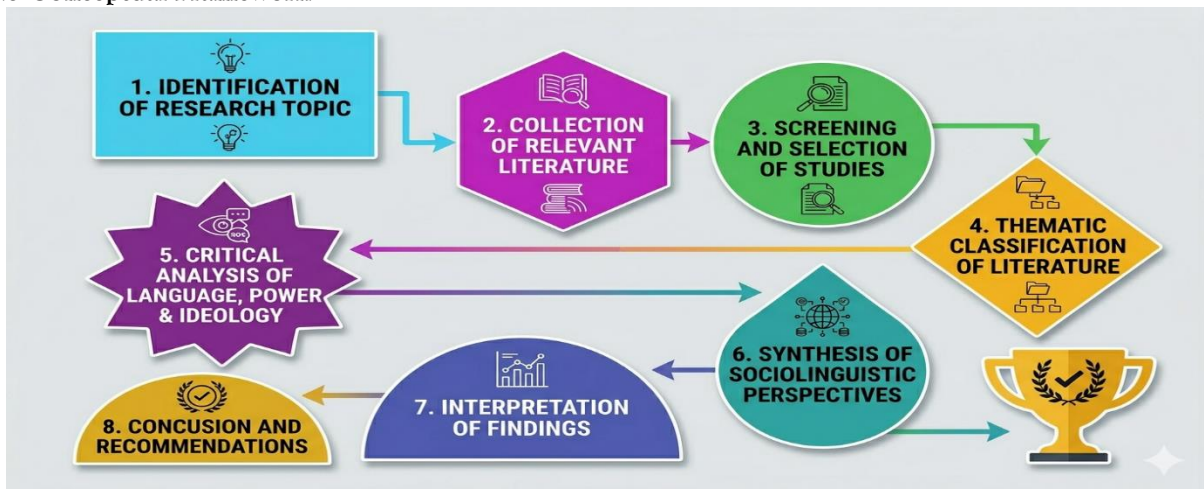 1. IDENTIFICATION
OF RESEARCH TOPIC
2. COLLECTION
OF RELEVANT
LITERATURE
3. SCREENING
AND SELECTION
OF STUDIES
4. THEMATIC
CLASSIFICATION
OF LITERATURE
5. CRITICAL
ANALYSIS OF
LANGUAGE, POWER
& IDEOLOGY
6. SYNTHESIS OF
SOCIOLINGUISTIC
PERSPECTIVES
7. INTERPRETATION
OF FINDINGS
8. CONCUSION AND
RECOMMENDATIONS